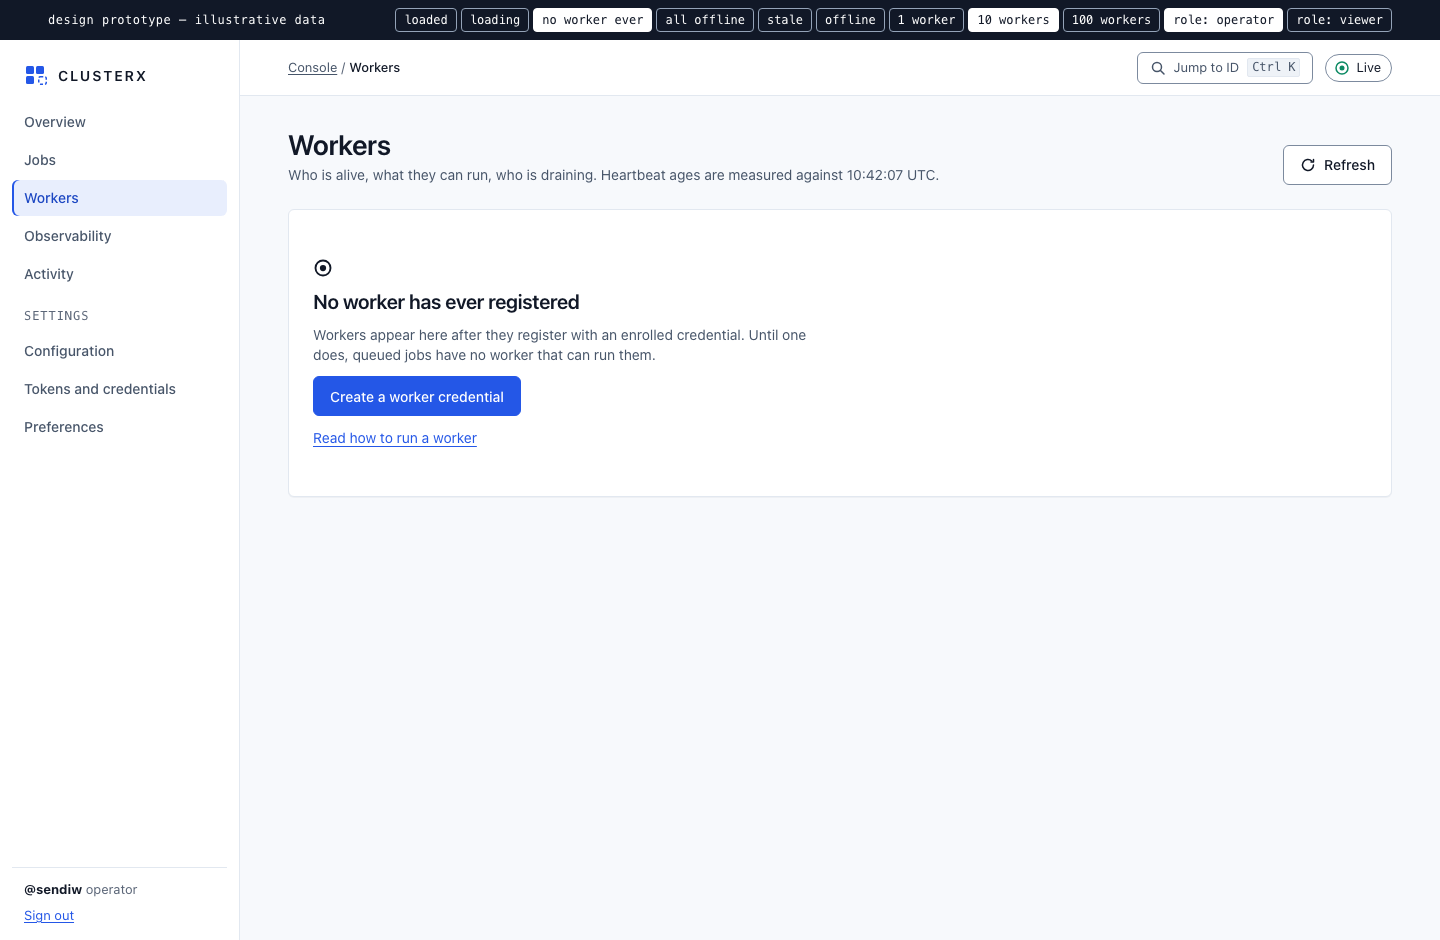 design prototype — illustrative data
loaded
loading
no worker ever
all offline
stale
offline
1 worker
10 workers
100 workers
role: operator
role: viewer
CLUSTERX
Overview
Jobs
Workers
Observability
Activity
SETTINGS
Configuration
Tokens and credentials
Preferences
@sendiw operator
Sign out
Console / Workers
Jump to ID Ctrl K
Live
Workers
Who is alive, what they can run, who is draining. Heartbeat ages are measured against 10:42:07 UTC.
Refresh
No worker has ever registered
Workers appear here after they register with an enrolled credential. Until one
does, queued jobs have no worker that can run them.
Create a worker credential
Read how to run a worker